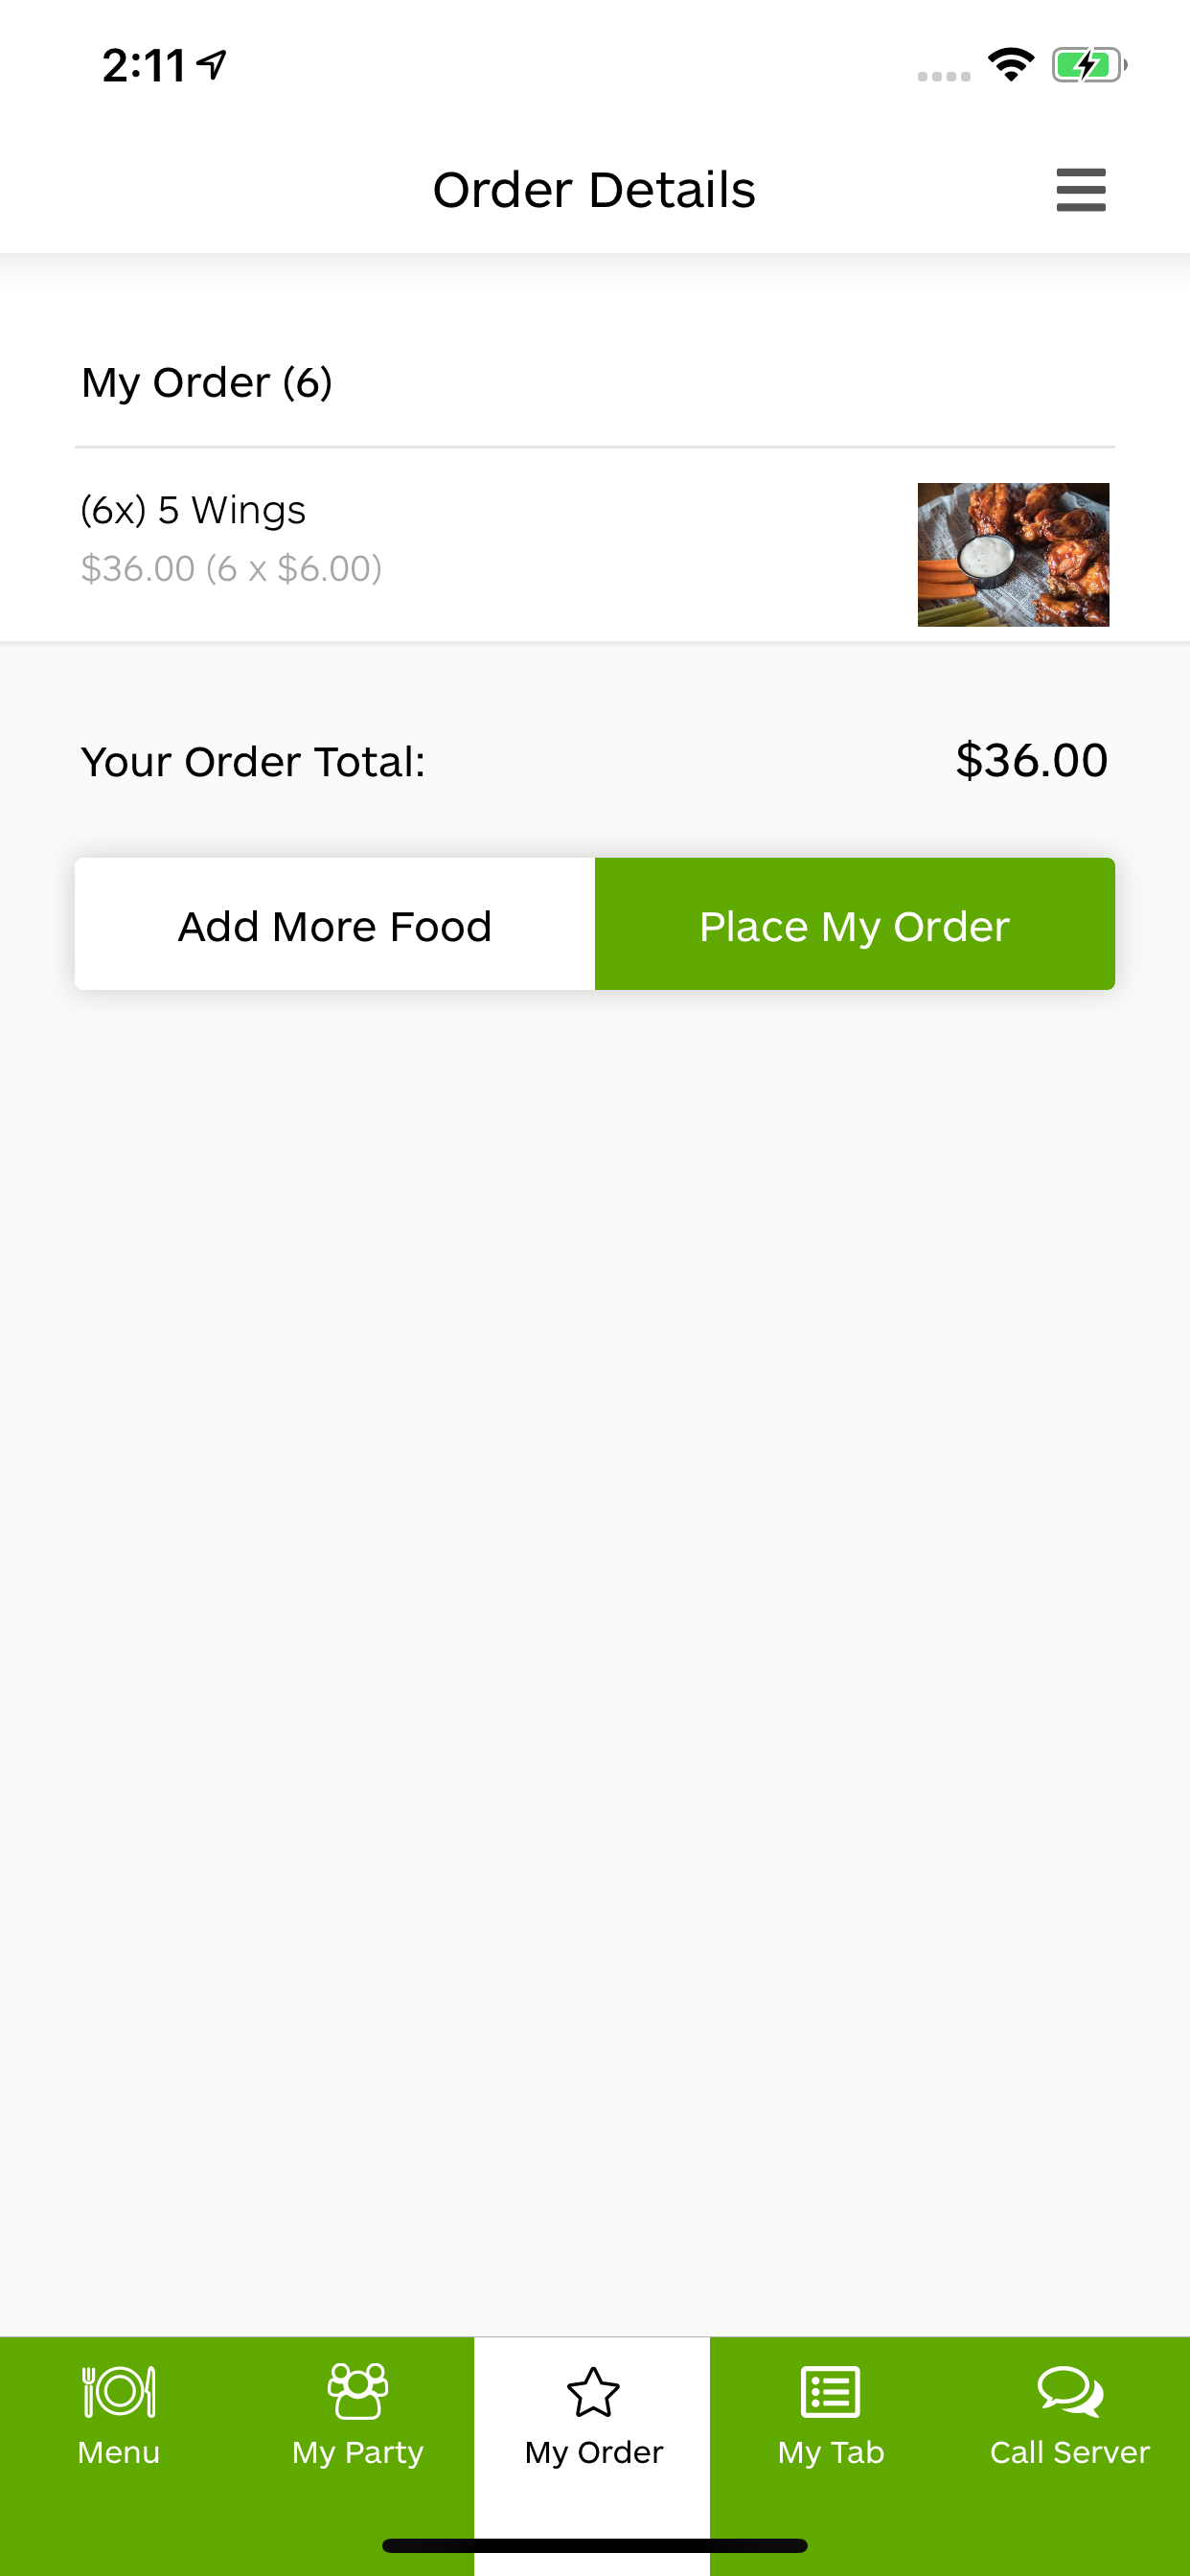 2:11
Order Details
My Order (6)
(6x) 5 Wings
$36.00 (6 x $6.00)
Your Order Total: $36.00
Add More Food Place My Order
Menu My Party My Order My Tab Call Server